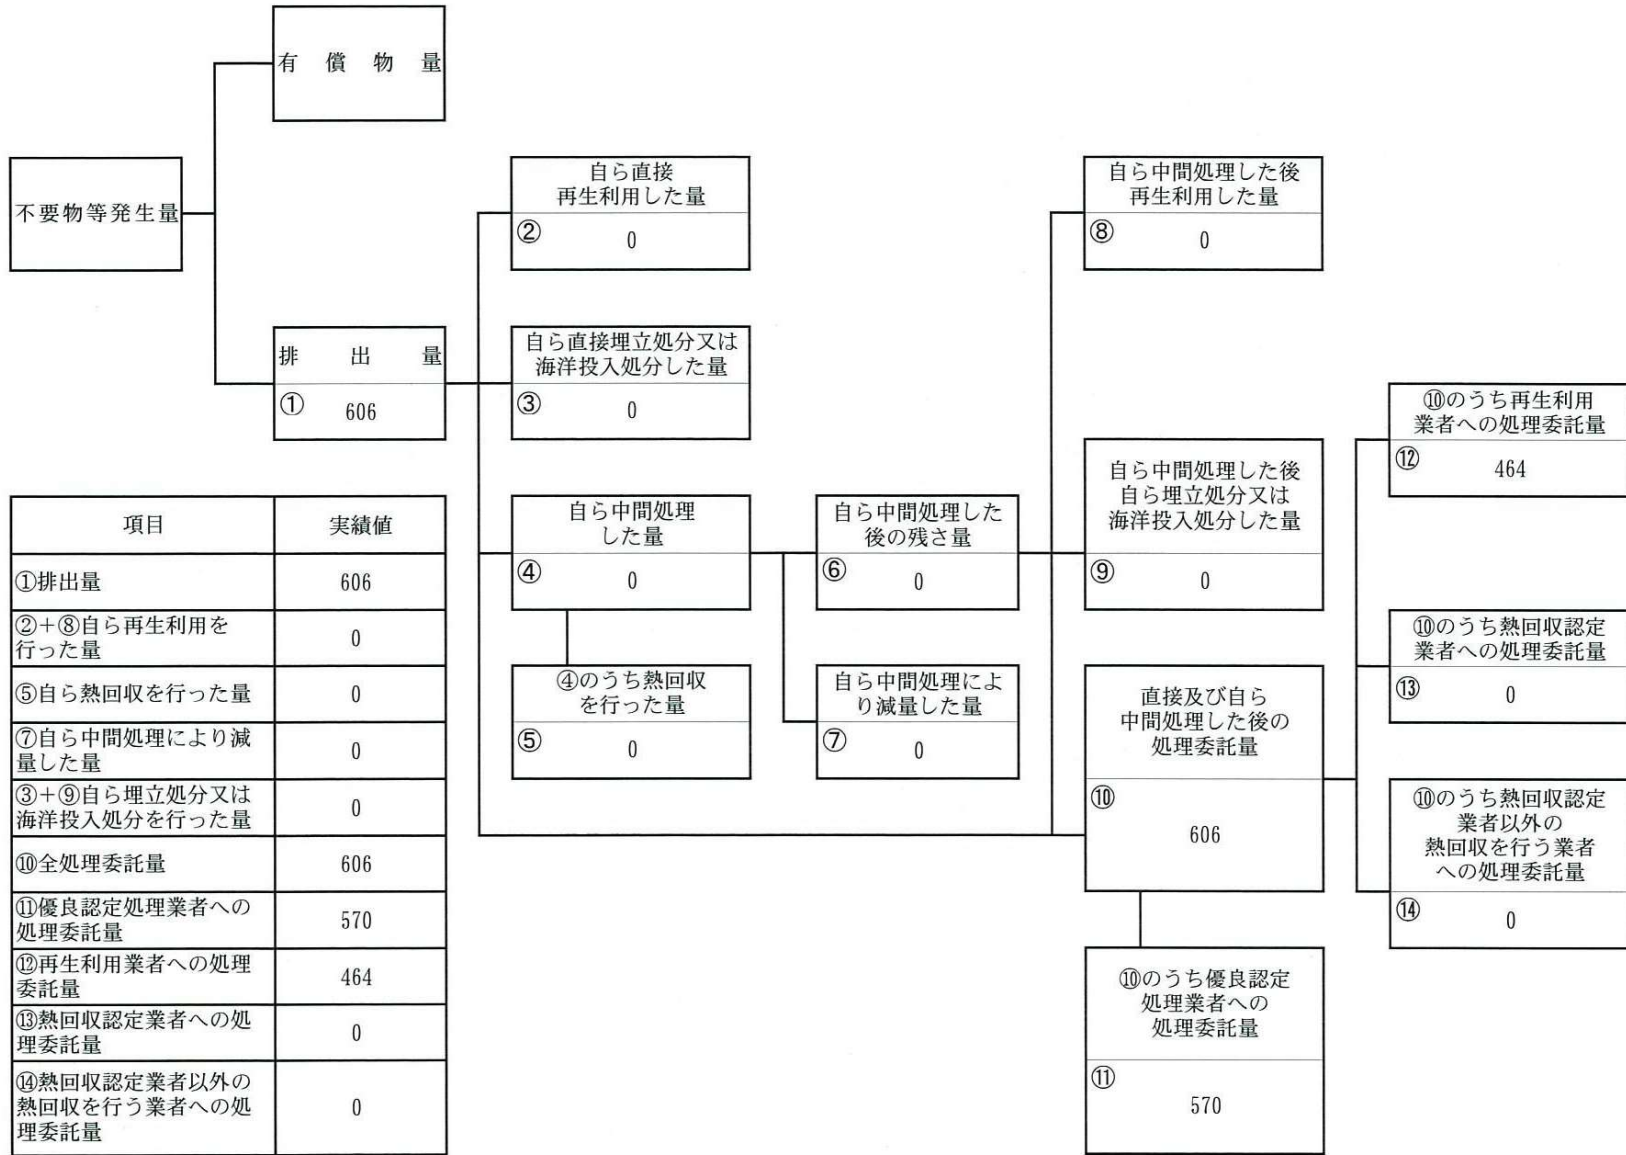 有償物量
不要物等発生量
排出量
① 606
自ら直接
再生利用した量
② 0
自ら直接埋立処分又は
海洋投入処分した量
③ 0
自ら中間処理
した量
④ 0
④のうち熱回収
を行った量
⑤ 0
自ら中間処理した
後の残さ量
⑥ 0
自ら中間処理によ
り減量した量
⑦ 0
自ら中間処理した後
再生利用した量
⑧ 0
自ら中間処理した後
自ら埋立処分又は
海洋投入処分した量
⑨ 0
直接及び自ら
中間処理した後の
処理委託量
⑩
606
⑩のうち優良認定
処理業者への
処理委託量
⑪
570
⑩のうち再生利用
業者への処理委託量
⑫ 464
⑩のうち熱回収認定
業者への処理委託量
⑬ 0
⑩のうち熱回収認定
業者以外の
熱回収を行う業者
への処理委託量
⑭ 0
項目 実績値
①排出量 606
②+⑧自ら再生利用を
行った量 0
⑤自ら熱回収を行った量 0
⑦自ら中間処理により減
量した量 0
③+⑨自ら埋立処分又は
海洋投入処分を行った量 0
⑩全処理委託量 606
⑪優良認定処理業者への
処理委託量 570
⑫再生利用業者への処理
委託量 464
⑬熱回収認定業者への処
理委託量 0
⑭熱回収認定業者以外の
熱回収を行う業者への処
理委託量 0